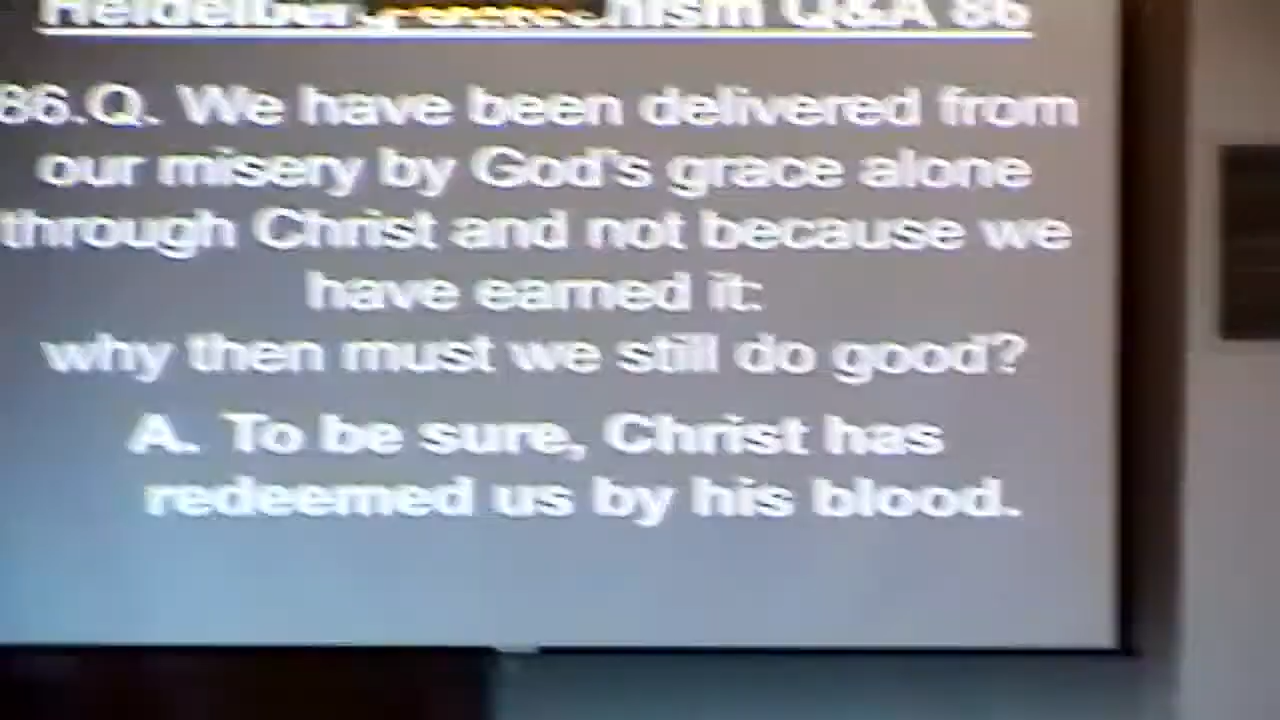 Q&A 86
86.Q. We have been delivered from
our misery by God's grace alone
through Christ and not because we
have earned it:
why then must we still do good?
A. To be sure, Christ has
redeemed us by his blood.